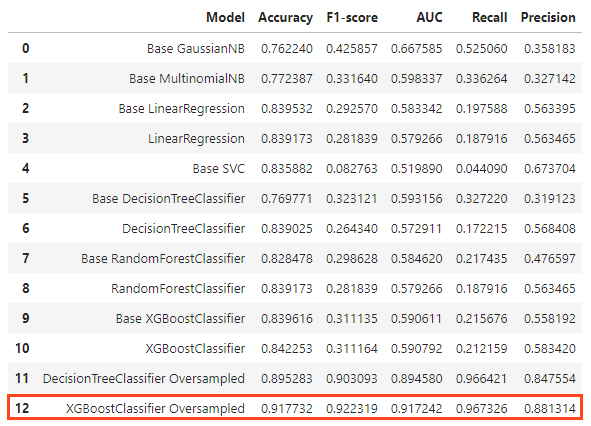 Model Accuracy F1-score AUC Recall Precision
0 Base GaussianNB 0.762240 0.425857 0.667585 0.525060 0.358183
1 Base MultinomialNB 0.772387 0.331640 0.598337 0.336264 0.327142
2 Base LinearRegression 0.839532 0.292570 0.583342 0.197588 0.563395
3 LinearRegression 0.839173 0.281839 0.579266 0.187916 0.563465
4 Base SVC 0.835882 0.082763 0.519890 0.044090 0.673704
5 Base DecisionTreeClassifier 0.769771 0.323121 0.593156 0.327220 0.319123
6 DecisionTreeClassifier 0.839025 0.264340 0.572911 0.172215 0.568408
7 Base RandomForestClassifier 0.828478 0.298628 0.584620 0.217435 0.476597
8 RandomForestClassifier 0.839173 0.281839 0.579266 0.187916 0.563465
9 Base XGBoostClassifier 0.839616 0.311135 0.590611 0.215676 0.558192
10 XGBoostClassifier 0.842253 0.311164 0.590792 0.212159 0.583420
11 DecisionTreeClassifier Oversampled 0.895283 0.903093 0.894580 0.966421 0.847554
12 XGBoostClassifier Oversampled 0.917732 0.922319 0.917242 0.967326 0.881314